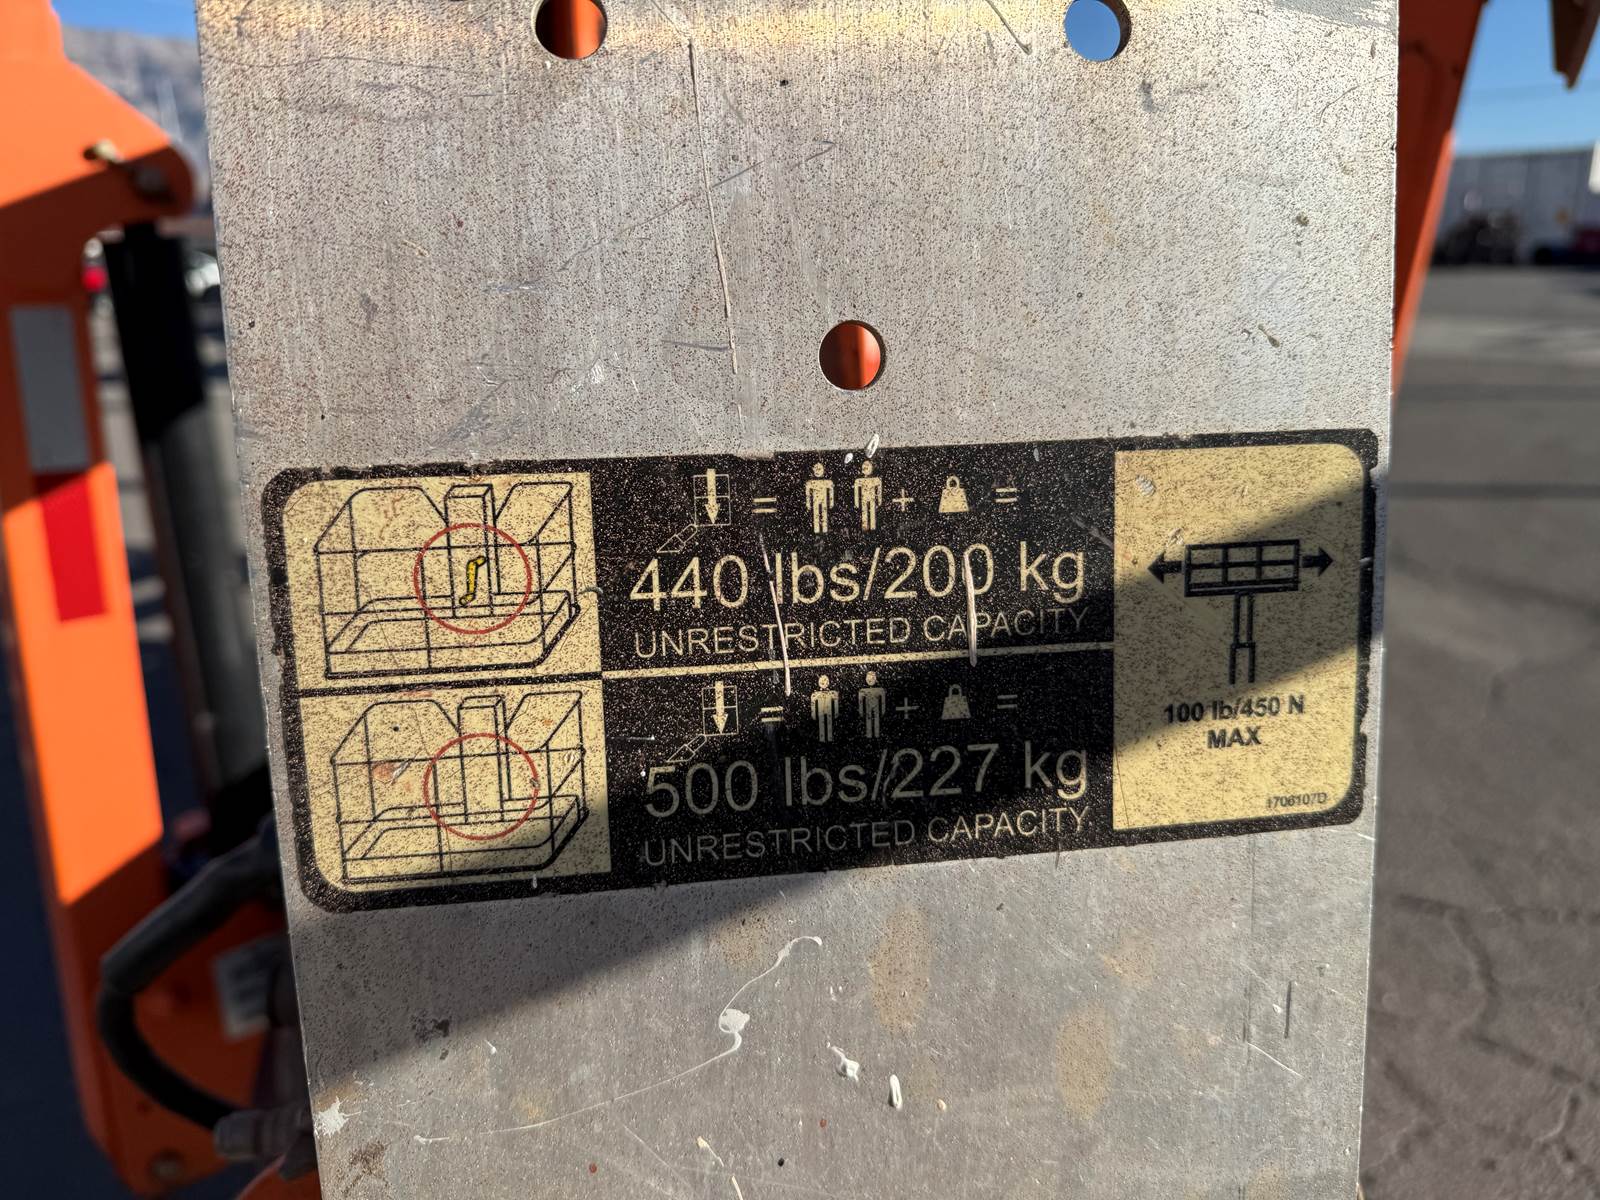 = + =
440 lbs/200 kg
UNRESTRICTED CAPACITY
= + =
500 lbs/227 kg
UNRESTRICTED CAPACITY
100 lb/450 N
MAX
1706107D